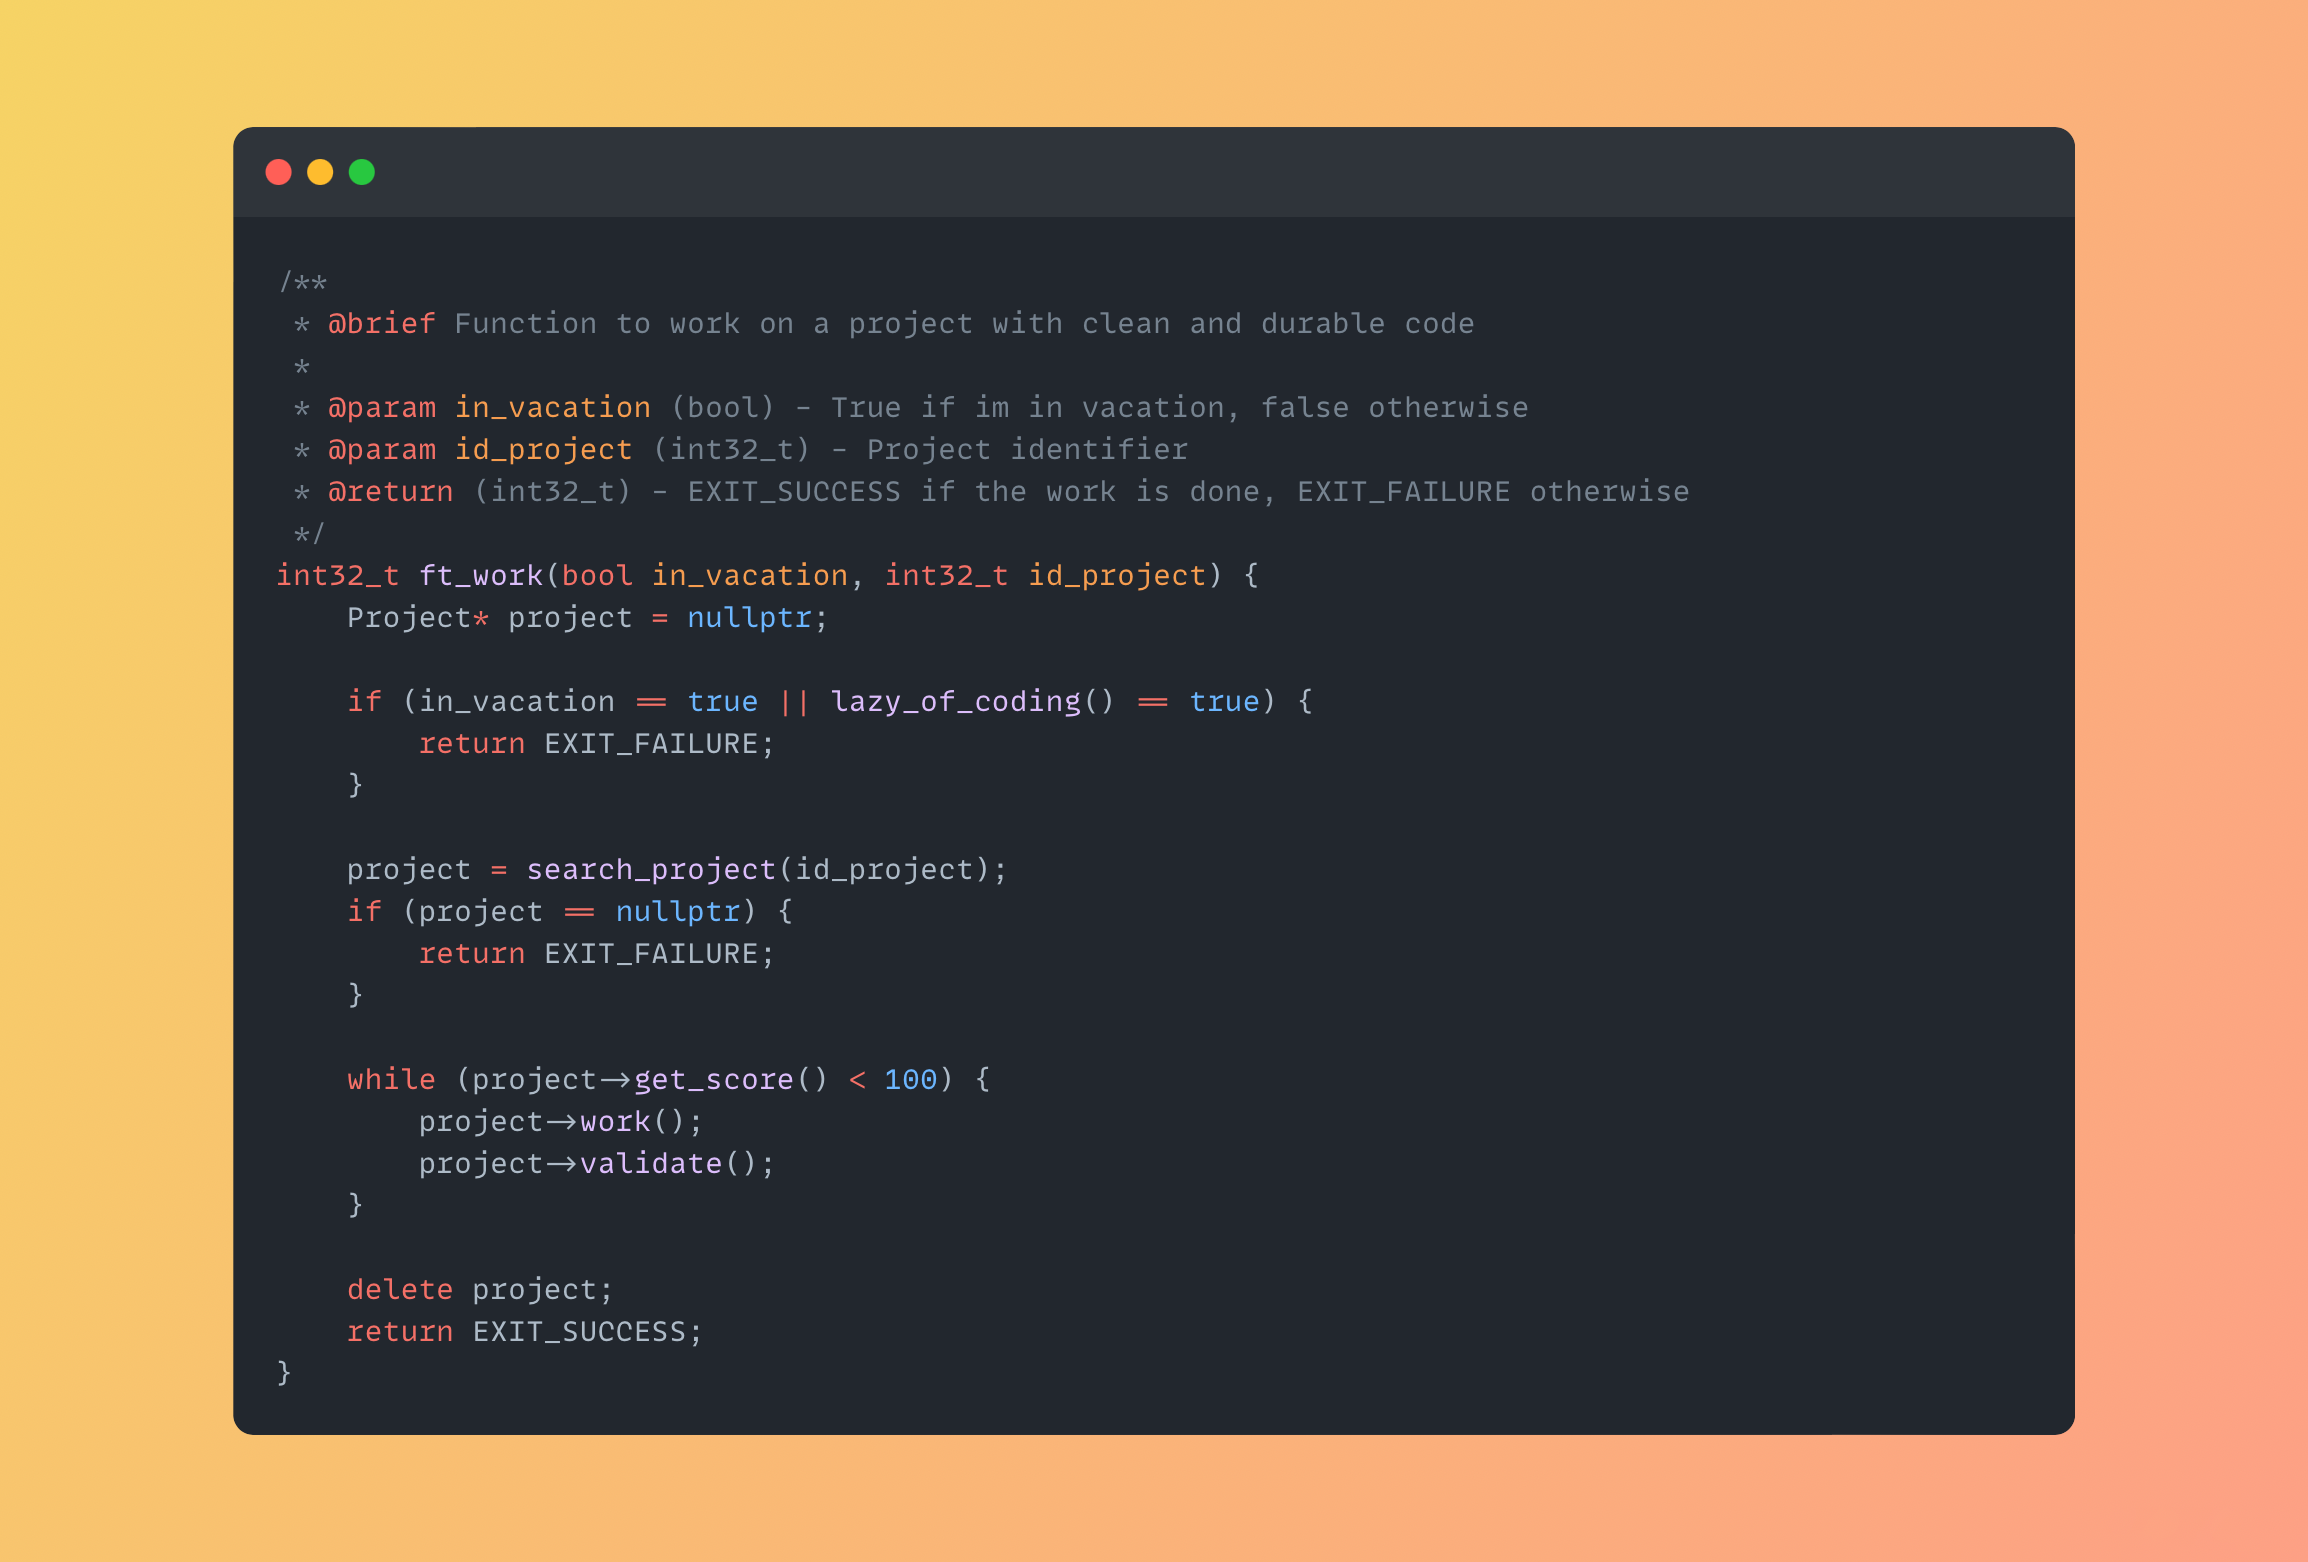 /**
 * @brief Function to work on a project with clean and durable code
 *
 * @param in_vacation (bool) - True if im in vacation, false otherwise
 * @param id_project (int32_t) - Project identifier
 * @return (int32_t) - EXIT_SUCCESS if the work is done, EXIT_FAILURE otherwise
 */
int32_t ft_work(bool in_vacation, int32_t id_project) {
    Project* project = nullptr;

    if (in_vacation == true || lazy_of_coding() == true) {
        return EXIT_FAILURE;
    }

    project = search_project(id_project);
    if (project == nullptr) {
        return EXIT_FAILURE;
    }

    while (project->get_score() < 100) {
        project->work();
        project->validate();
    }

    delete project;
    return EXIT_SUCCESS;
}